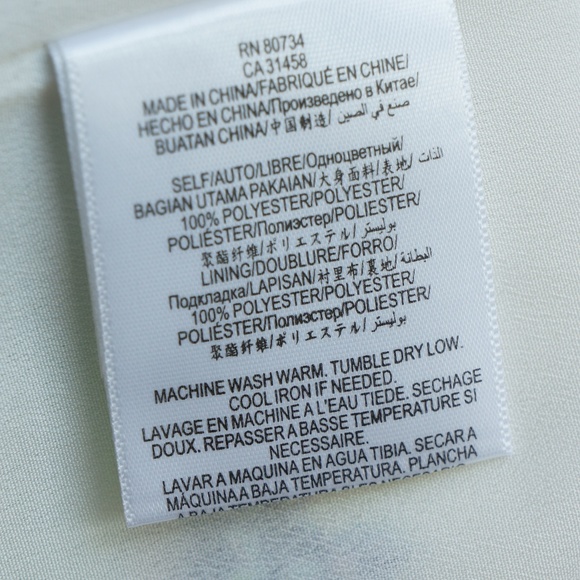 RN 80734
CA 31458
MADE IN CHINA/FABRIQUÉ EN CHINE/
HECHO EN CHINA/Произведено в Китае/
BUATAN CHINA/中国制造/ صنع في الصين
SELF/AUTO/LIBRE/Одноцветный/
BAGIAN UTAMA PAKAIAN/大身面料/表地/ الذات
100% POLYESTER/POLYESTER/
POLIÉSTER/Полиэстер/POLIESTER/
聚酯纤维/ポリエステル/ بوليستر
LINING/DOUBLURE/FORRO/
Подкладка/LAPISAN/衬里布/裏地/ البطانة
100% POLYESTER/POLYESTER/
POLIÉSTER/Полиэстер/POLIESTER/
聚酯纤维/ポリエステル/ بوليستر
MACHINE WASH WARM. TUMBLE DRY LOW.
COOL IRON IF NEEDED.
LAVAGE EN MACHINE A L'EAU TIEDE. SECHAGE
DOUX. REPASSER A BASSE TEMPERATURE SI
NECESSAIRE.
LAVAR A MAQUINA EN AGUA TIBIA. SECAR A
MAQUINA A BAJA TEMPERATURA. PLANCHA
A BAJA TEMPERATURA